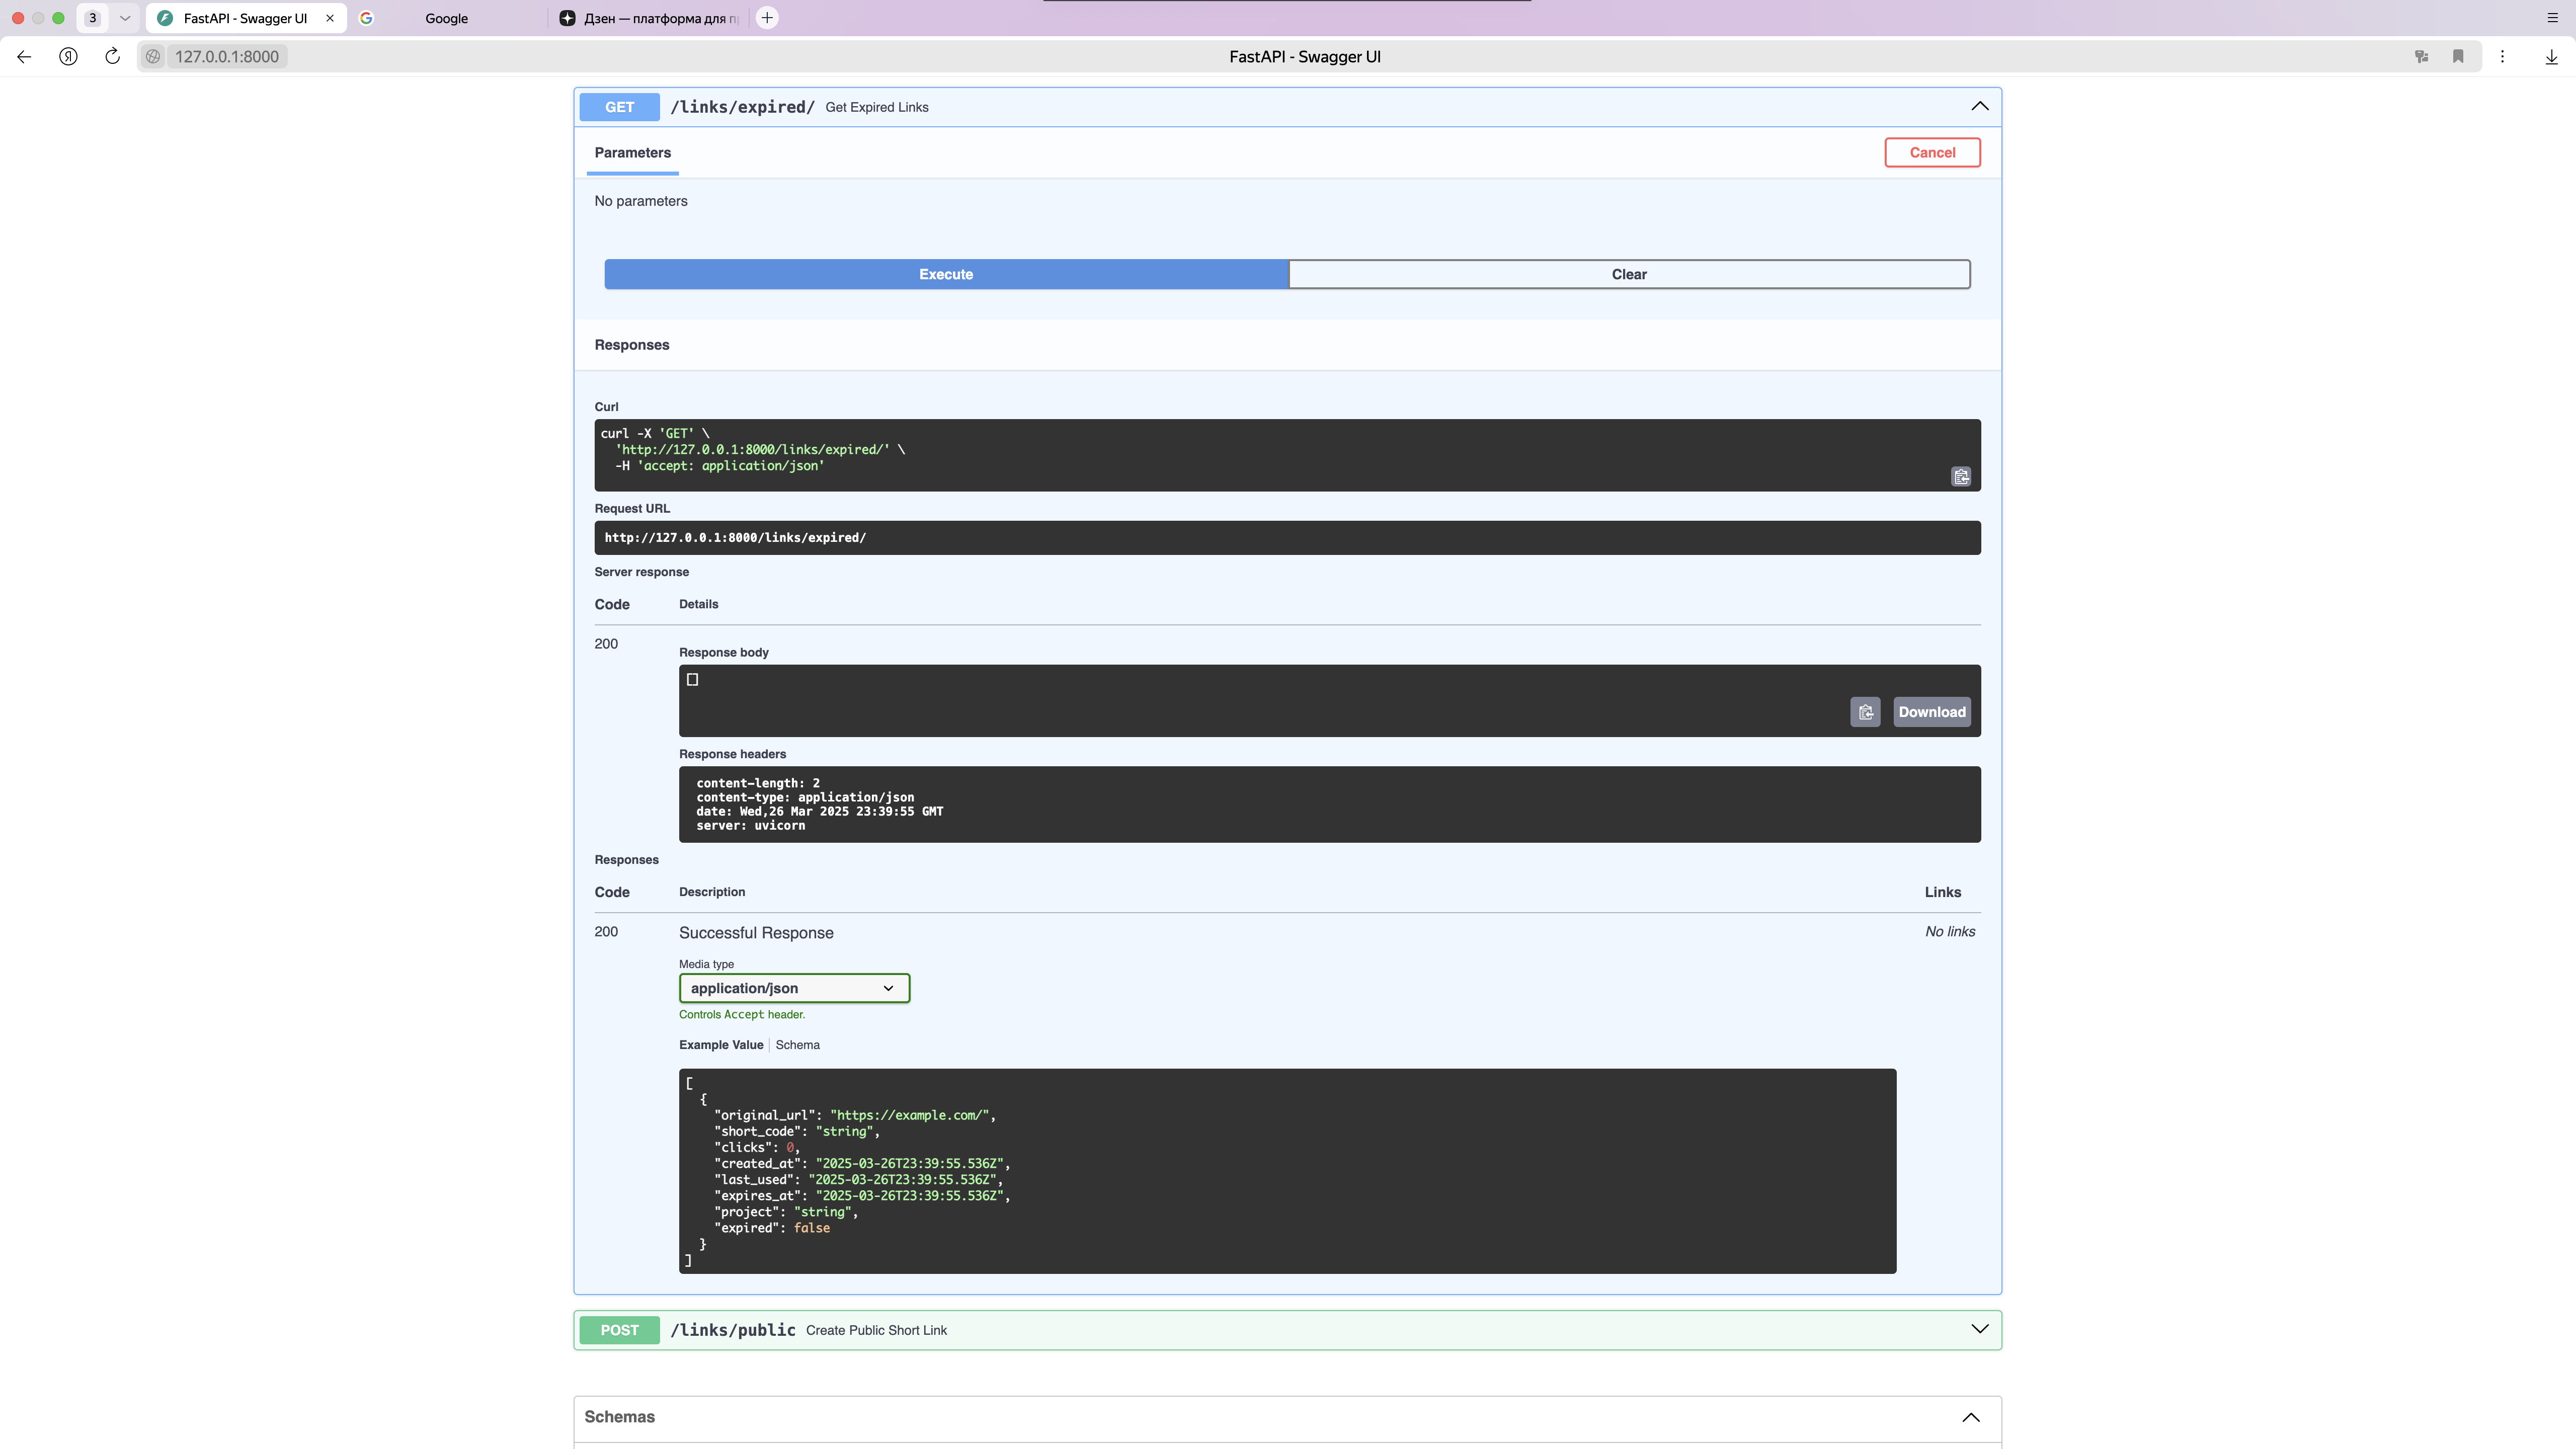 3
FastAPI - Swagger UI
Google
Дзен — платформа для п
127.0.0.1:8000
FastAPI - Swagger UI
GET /links/expired/ Get Expired Links
Parameters
Cancel
No parameters
Execute
Clear
Responses
Curl
curl -X 'GET' \
'http://127.0.0.1:8000/links/expired/' \
-H 'accept: application/json'
Request URL
http://127.0.0.1:8000/links/expired/
Server response
Code Details
200
Response body
[]
Download
Response headers
content-length: 2
content-type: application/json
date: Wed,26 Mar 2025 23:39:55 GMT
server: uvicorn
Responses
Code Description Links
200 Successful Response No links
Media type
application/json
Controls Accept header.
Example Value Schema
[
{
"original_url": "https://example.com/",
"short_code": "string",
"clicks": 0,
"created_at": "2025-03-26T23:39:55.536Z",
"last_used": "2025-03-26T23:39:55.536Z",
"expires_at": "2025-03-26T23:39:55.536Z",
"project": "string",
"expired": false
}
]
POST /links/public Create Public Short Link
Schemas